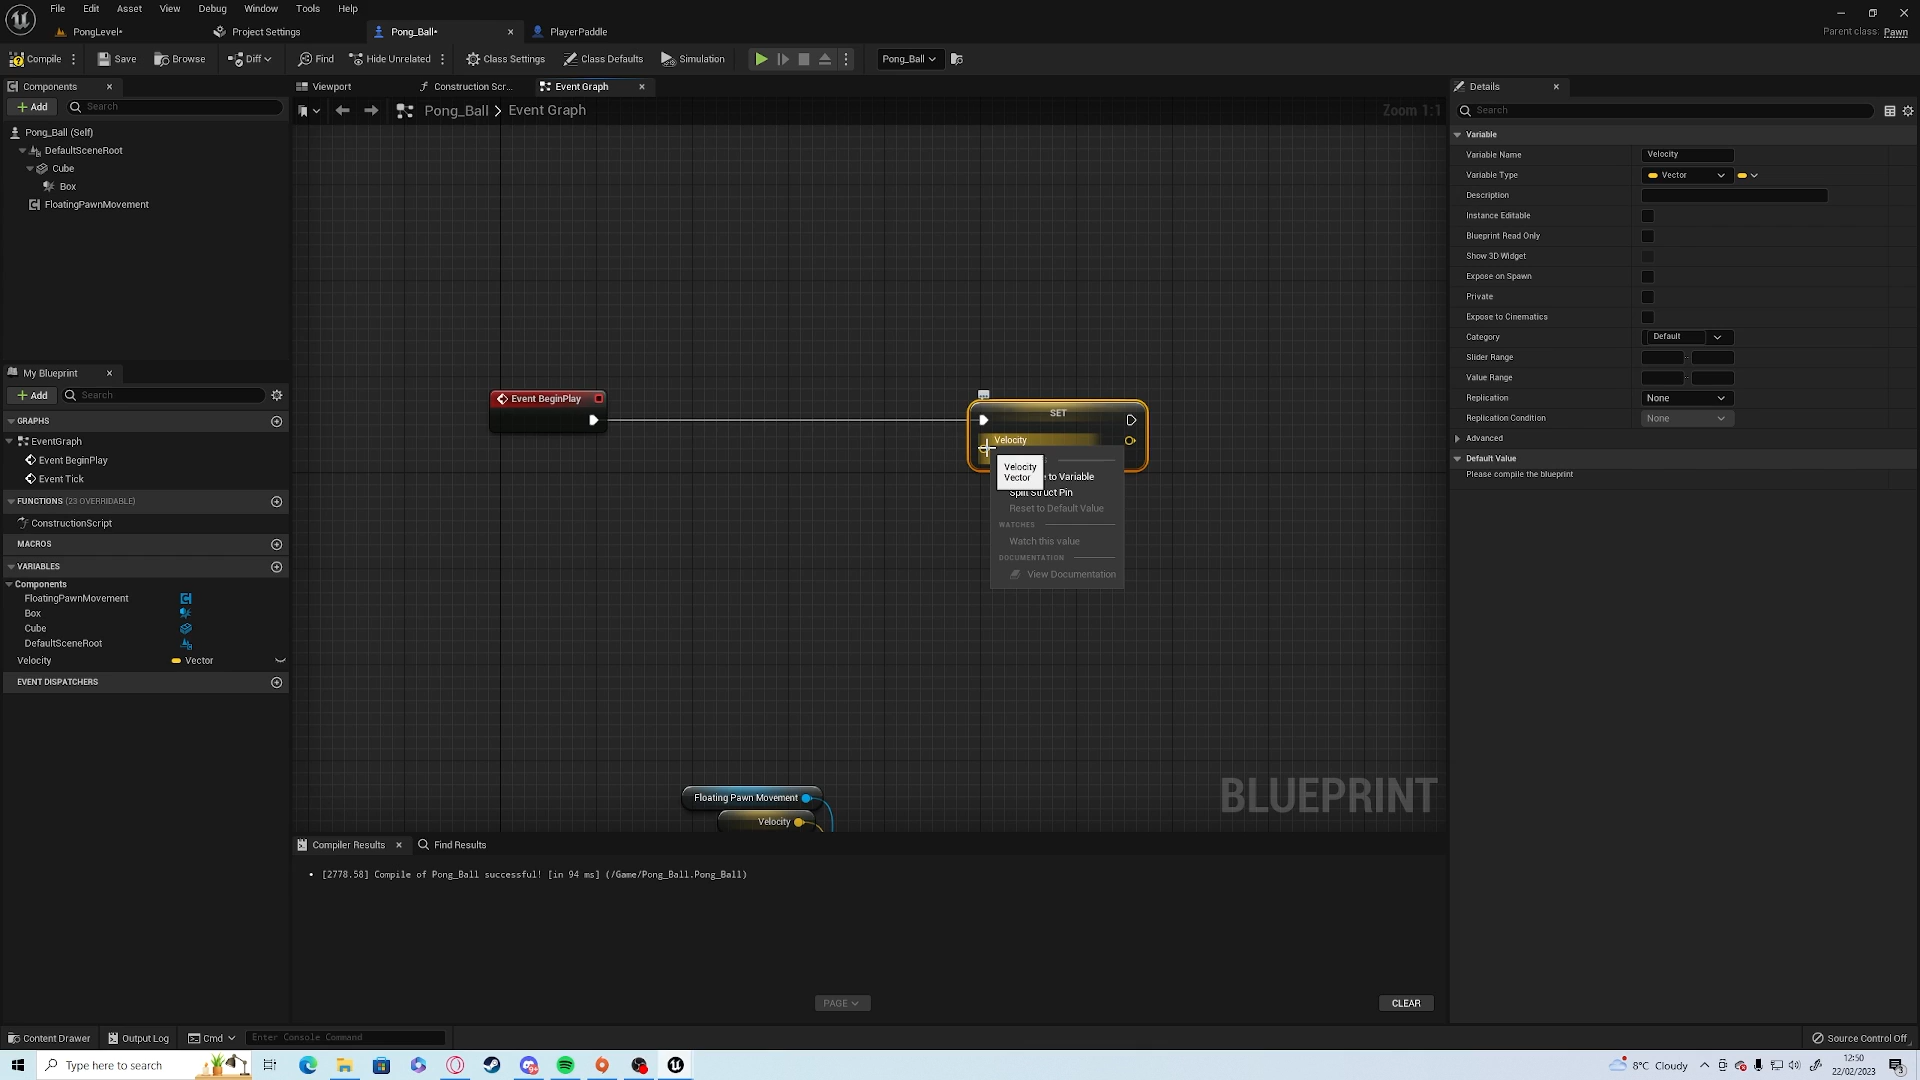 File Edit Asset View Debug Window Tools Help
PongLevel• Project Settings Pong_Ball• PlayerPaddle
Parent class: Pawn
Compile Save Browse Diff Find Hide Unrelated Class Settings Class Defaults Simulation Pong_Ball
Components
Add Search
Pong_Ball (Self)
DefaultSceneRoot
Cube
Box
FloatingPawnMovement
My Blueprint
Add Search
GRAPHS
EventGraph
Event BeginPlay
Event Tick
FUNCTIONS (23 OVERRIDABLE)
ConstructionScript
MACROS
VARIABLES
Components
FloatingPawnMovement
Box
Cube
DefaultSceneRoot
Velocity Vector
EVENT DISPATCHERS
Viewport Construction Scr... Event Graph
Pong_Ball > Event Graph
Zoom 1:1
Event BeginPlay
SET
Velocity
Velocity
Vector
to Variable
Split Struct Pin
Reset to Default Value
WATCHES
Watch this value
DOCUMENTATION
View Documentation
Floating Pawn Movement
Velocity
BLUEPRINT
Compiler Results Find Results
• [2778.58] Compile of Pong_Ball successful! [in 94 ms] (/Game/Pong_Ball.Pong_Ball)
PAGE
CLEAR
Details
Search
Variable
Variable Name Velocity
Variable Type Vector
Description
Instance Editable
Blueprint Read Only
Show 3D Widget
Expose on Spawn
Private
Expose to Cinematics
Category Default
Slider Range
Value Range
Replication None
Replication Condition None
Advanced
Default Value
Please compile the blueprint
Content Drawer Output Log Cmd Enter Console Command
Source Control Off
Type here to search
8°C Cloudy
12:50
22/02/2023
3